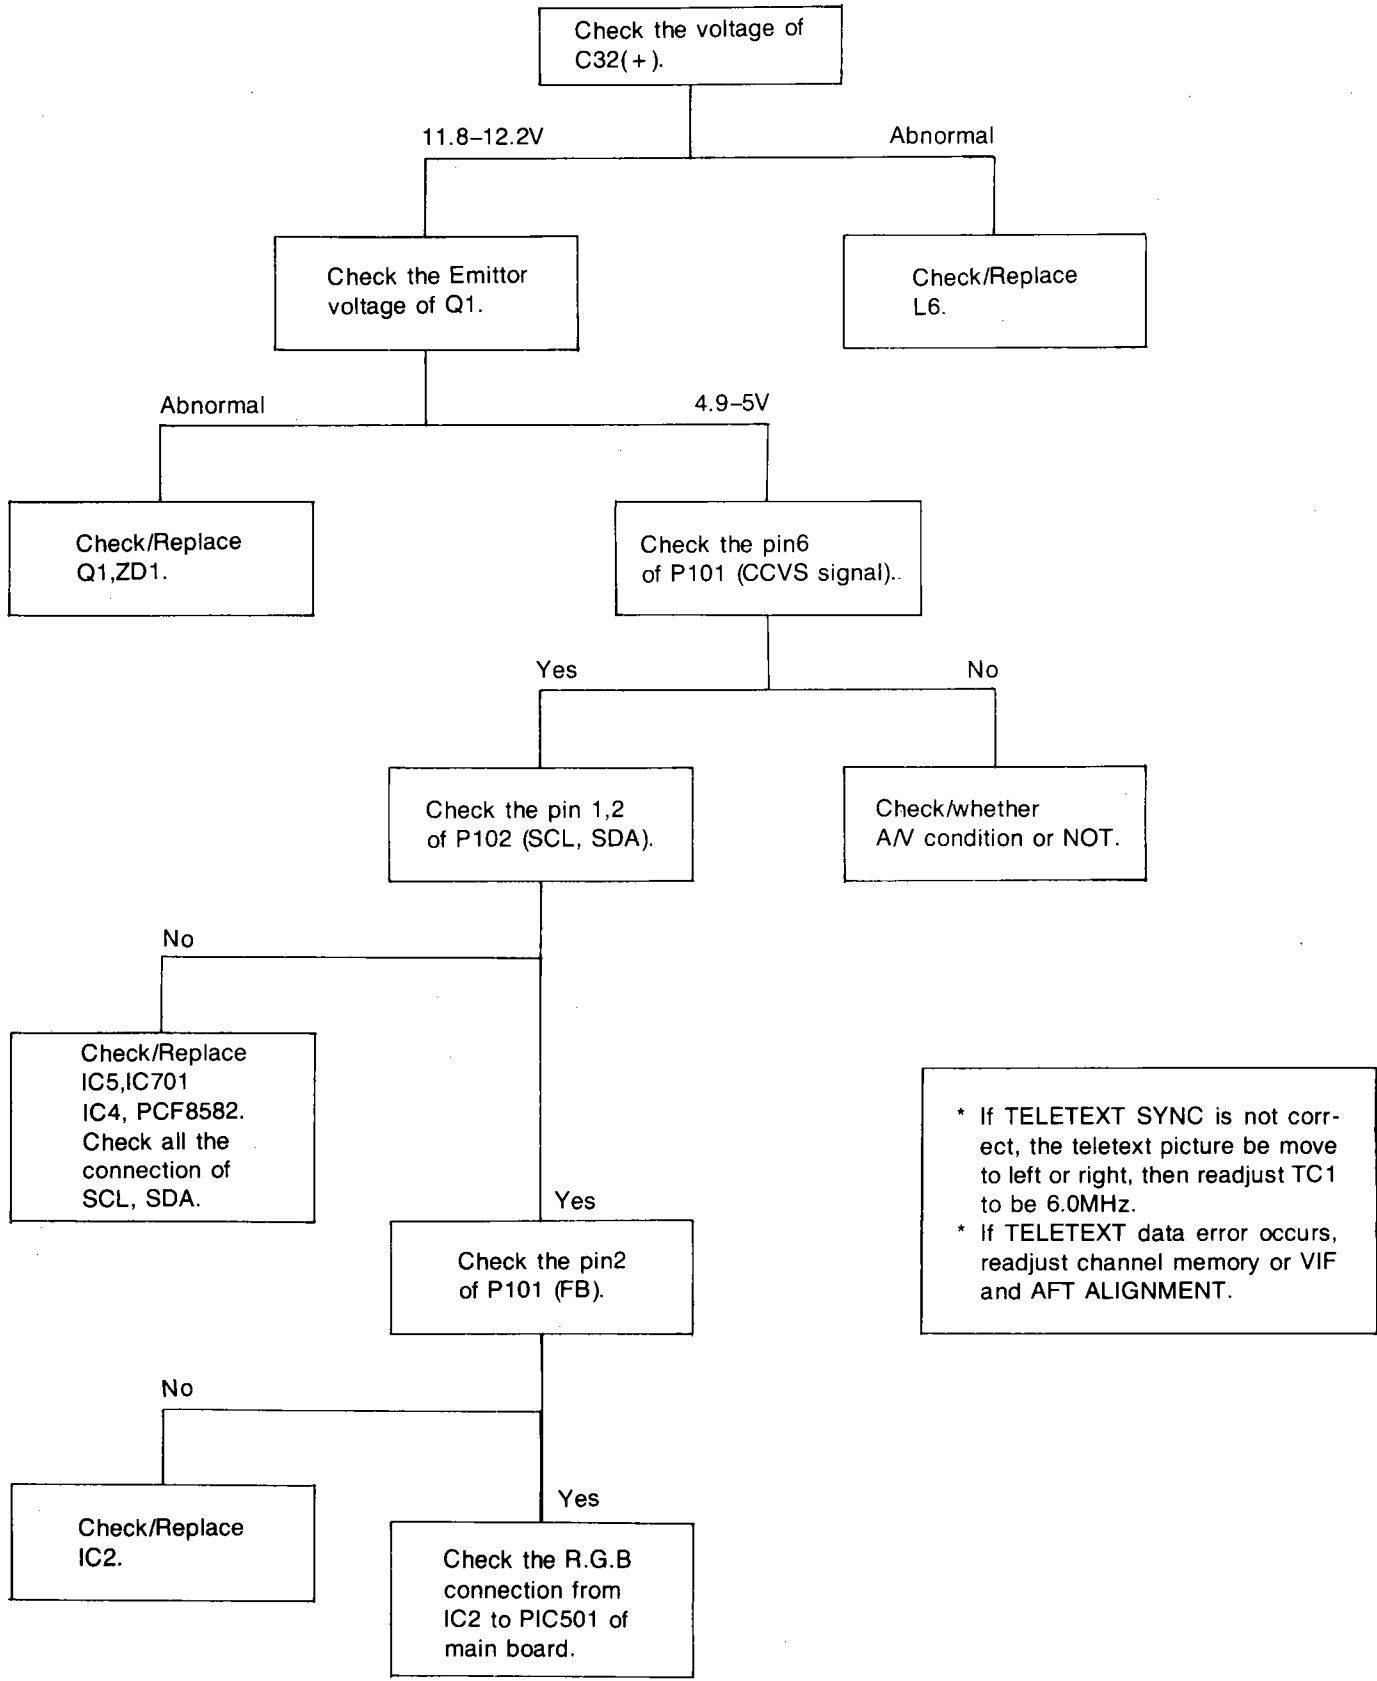 Check the voltage of
C32(+).
11.8–12.2V
Abnormal
Check the Emittor
voltage of Q1.
Check/Replace
L6.
Abnormal
4.9–5V
Check/Replace
Q1,ZD1.
Check the pin6
of P101 (CCVS signal)..
Yes
No
Check the pin 1,2
of P102 (SCL, SDA).
Check/whether
A/V condition or NOT.
No
Check/Replace
IC5,IC701
IC4, PCF8582.
Check all the
connection of
SCL, SDA.
* If TELETEXT SYNC is not corr-
ect, the teletext picture be move
to left or right, then readjust TC1
to be 6.0MHz.
* If TELETEXT data error occurs,
readjust channel memory or VIF
and AFT ALIGNMENT.
Yes
Check the pin2
of P101 (FB).
No
Check/Replace
IC2.
Yes
Check the R.G.B
connection from
IC2 to PIC501 of
main board.